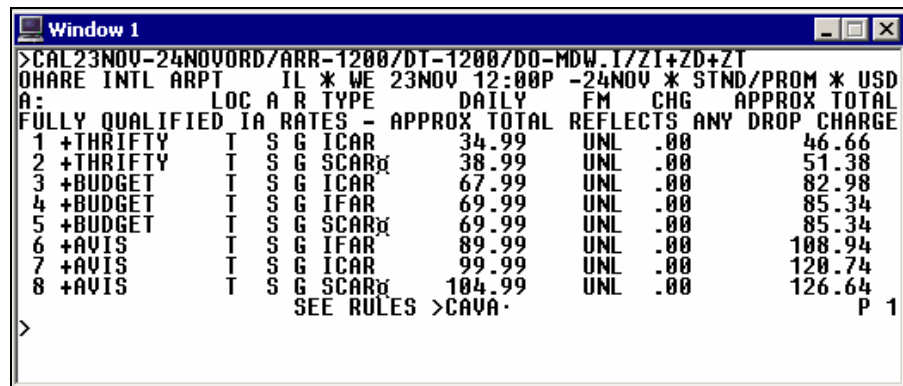 Window 1
>CAL23NOV-24NOVORD/ARR-1200/DT-1200/DO-MDW.I/ZI+ZD+ZT
OHARE INTL ARPT IL * WE 23NOV 12:00P -24NOV * STND/PROM * USD
A: LOC A R TYPE DAILY FM CHG APPROX TOTAL
FULLY QUALIFIED IA RATES - APPROX TOTAL REFLECTS ANY DROP CHARGE
1 +THRIFTY T S G ICAR 34.99 UNL .00 46.66
2 +THRIFTY T S G SCAR¤ 38.99 UNL .00 51.38
3 +BUDGET T S G ICAR 67.99 UNL .00 82.98
4 +BUDGET T S G IFAR 69.99 UNL .00 85.34
5 +BUDGET T S G SCAR¤ 69.99 UNL .00 85.34
6 +AVIS T S G IFAR 89.99 UNL .00 108.94
7 +AVIS T S G ICAR 99.99 UNL .00 120.74
8 +AVIS T S G SCAR¤ 104.99 UNL .00 126.64
SEE RULES >CAVA· P 1
>